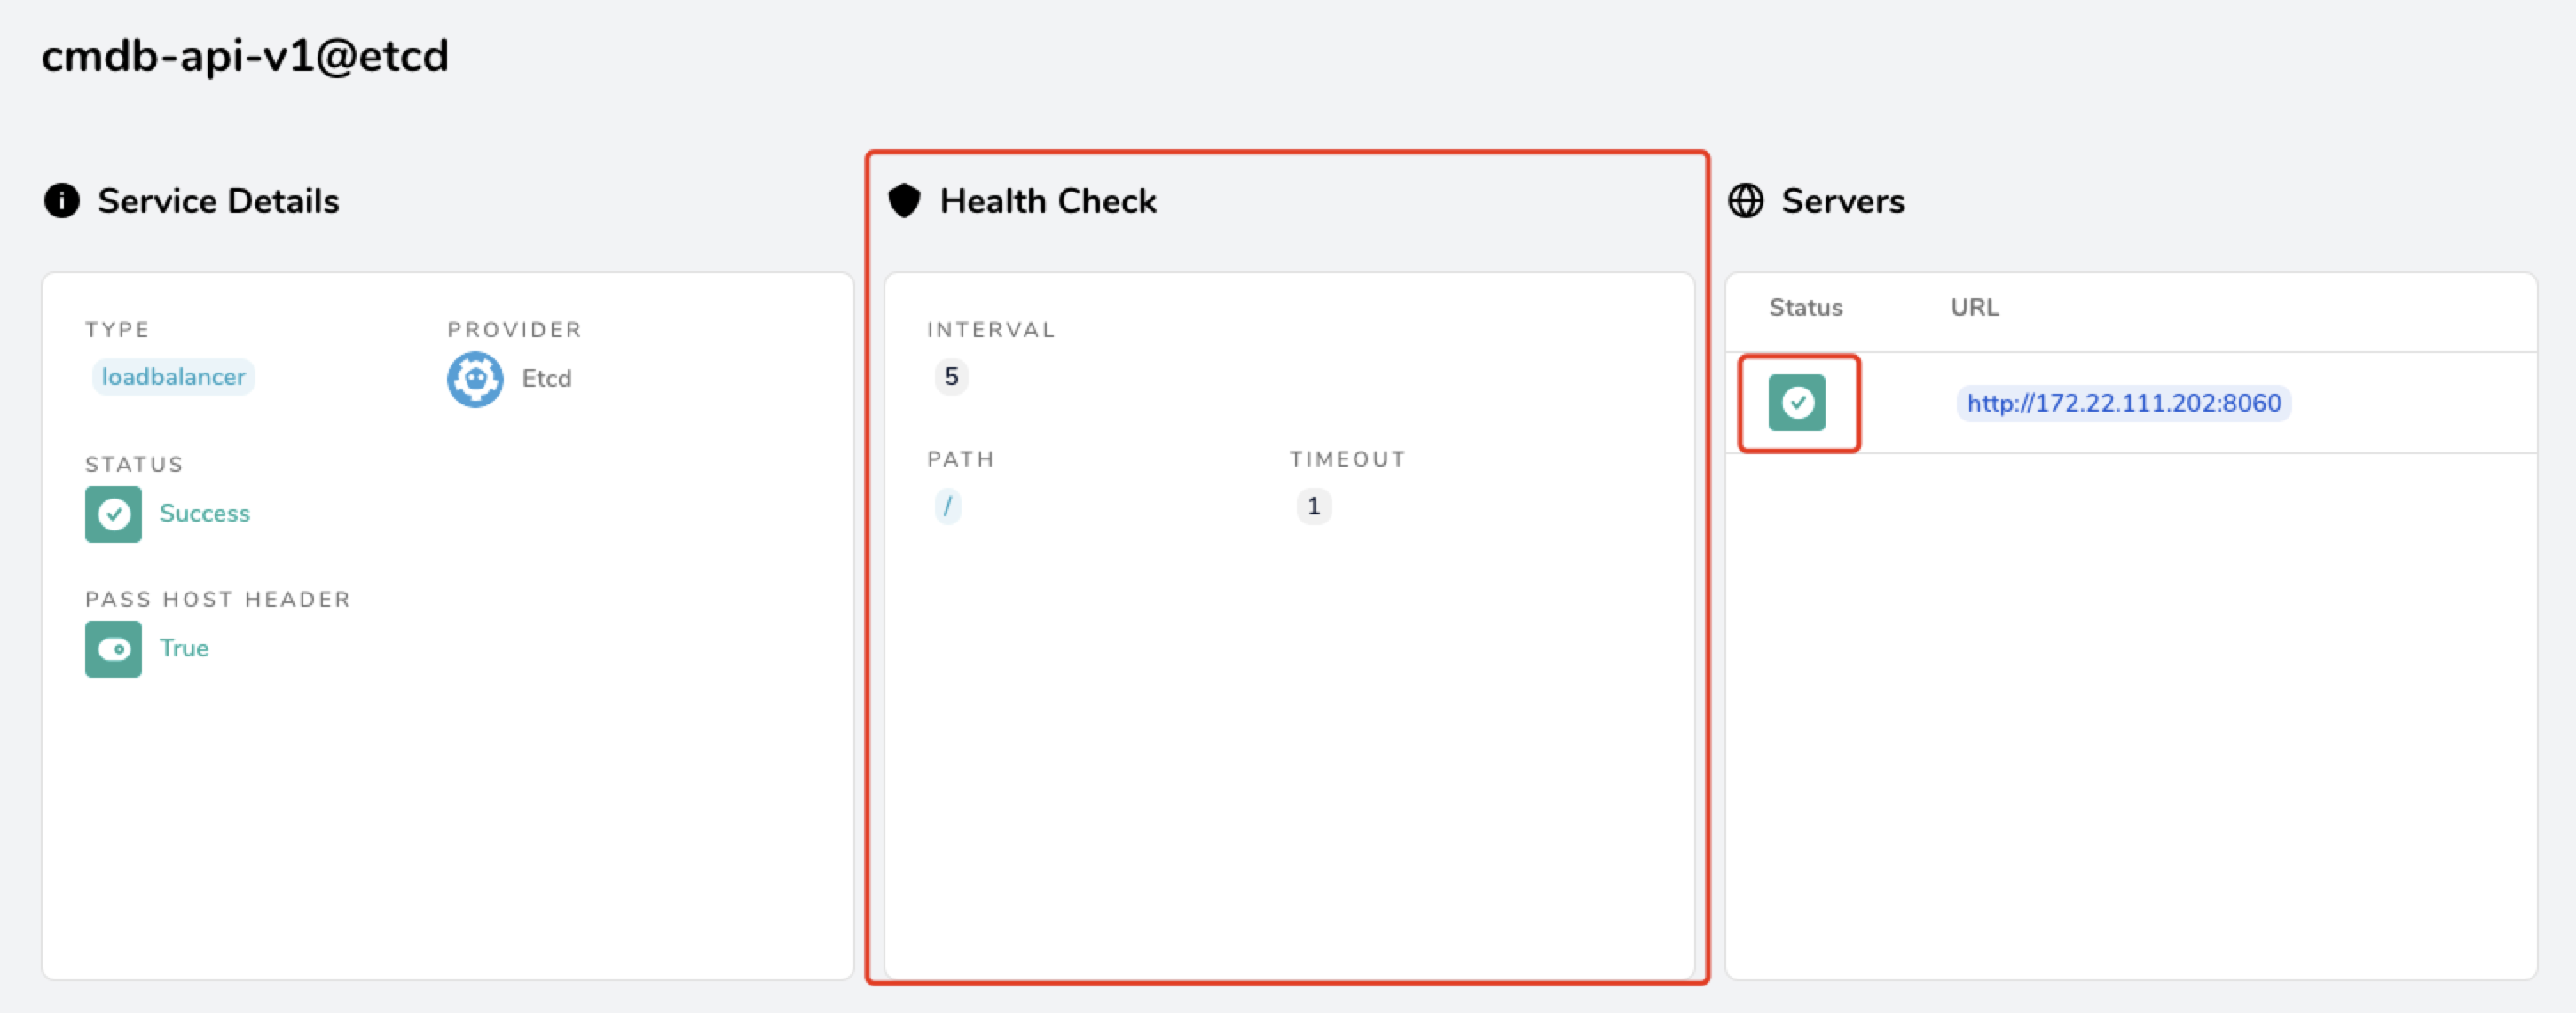 cmdb-api-v1@etcd
Service Details
TYPE
loadbalancer
PROVIDER
Etcd
STATUS
Success
PASS HOST HEADER
True
Health Check
INTERVAL
5
PATH
/
TIMEOUT
1
Servers
Status URL
http://172.22.111.202:8060